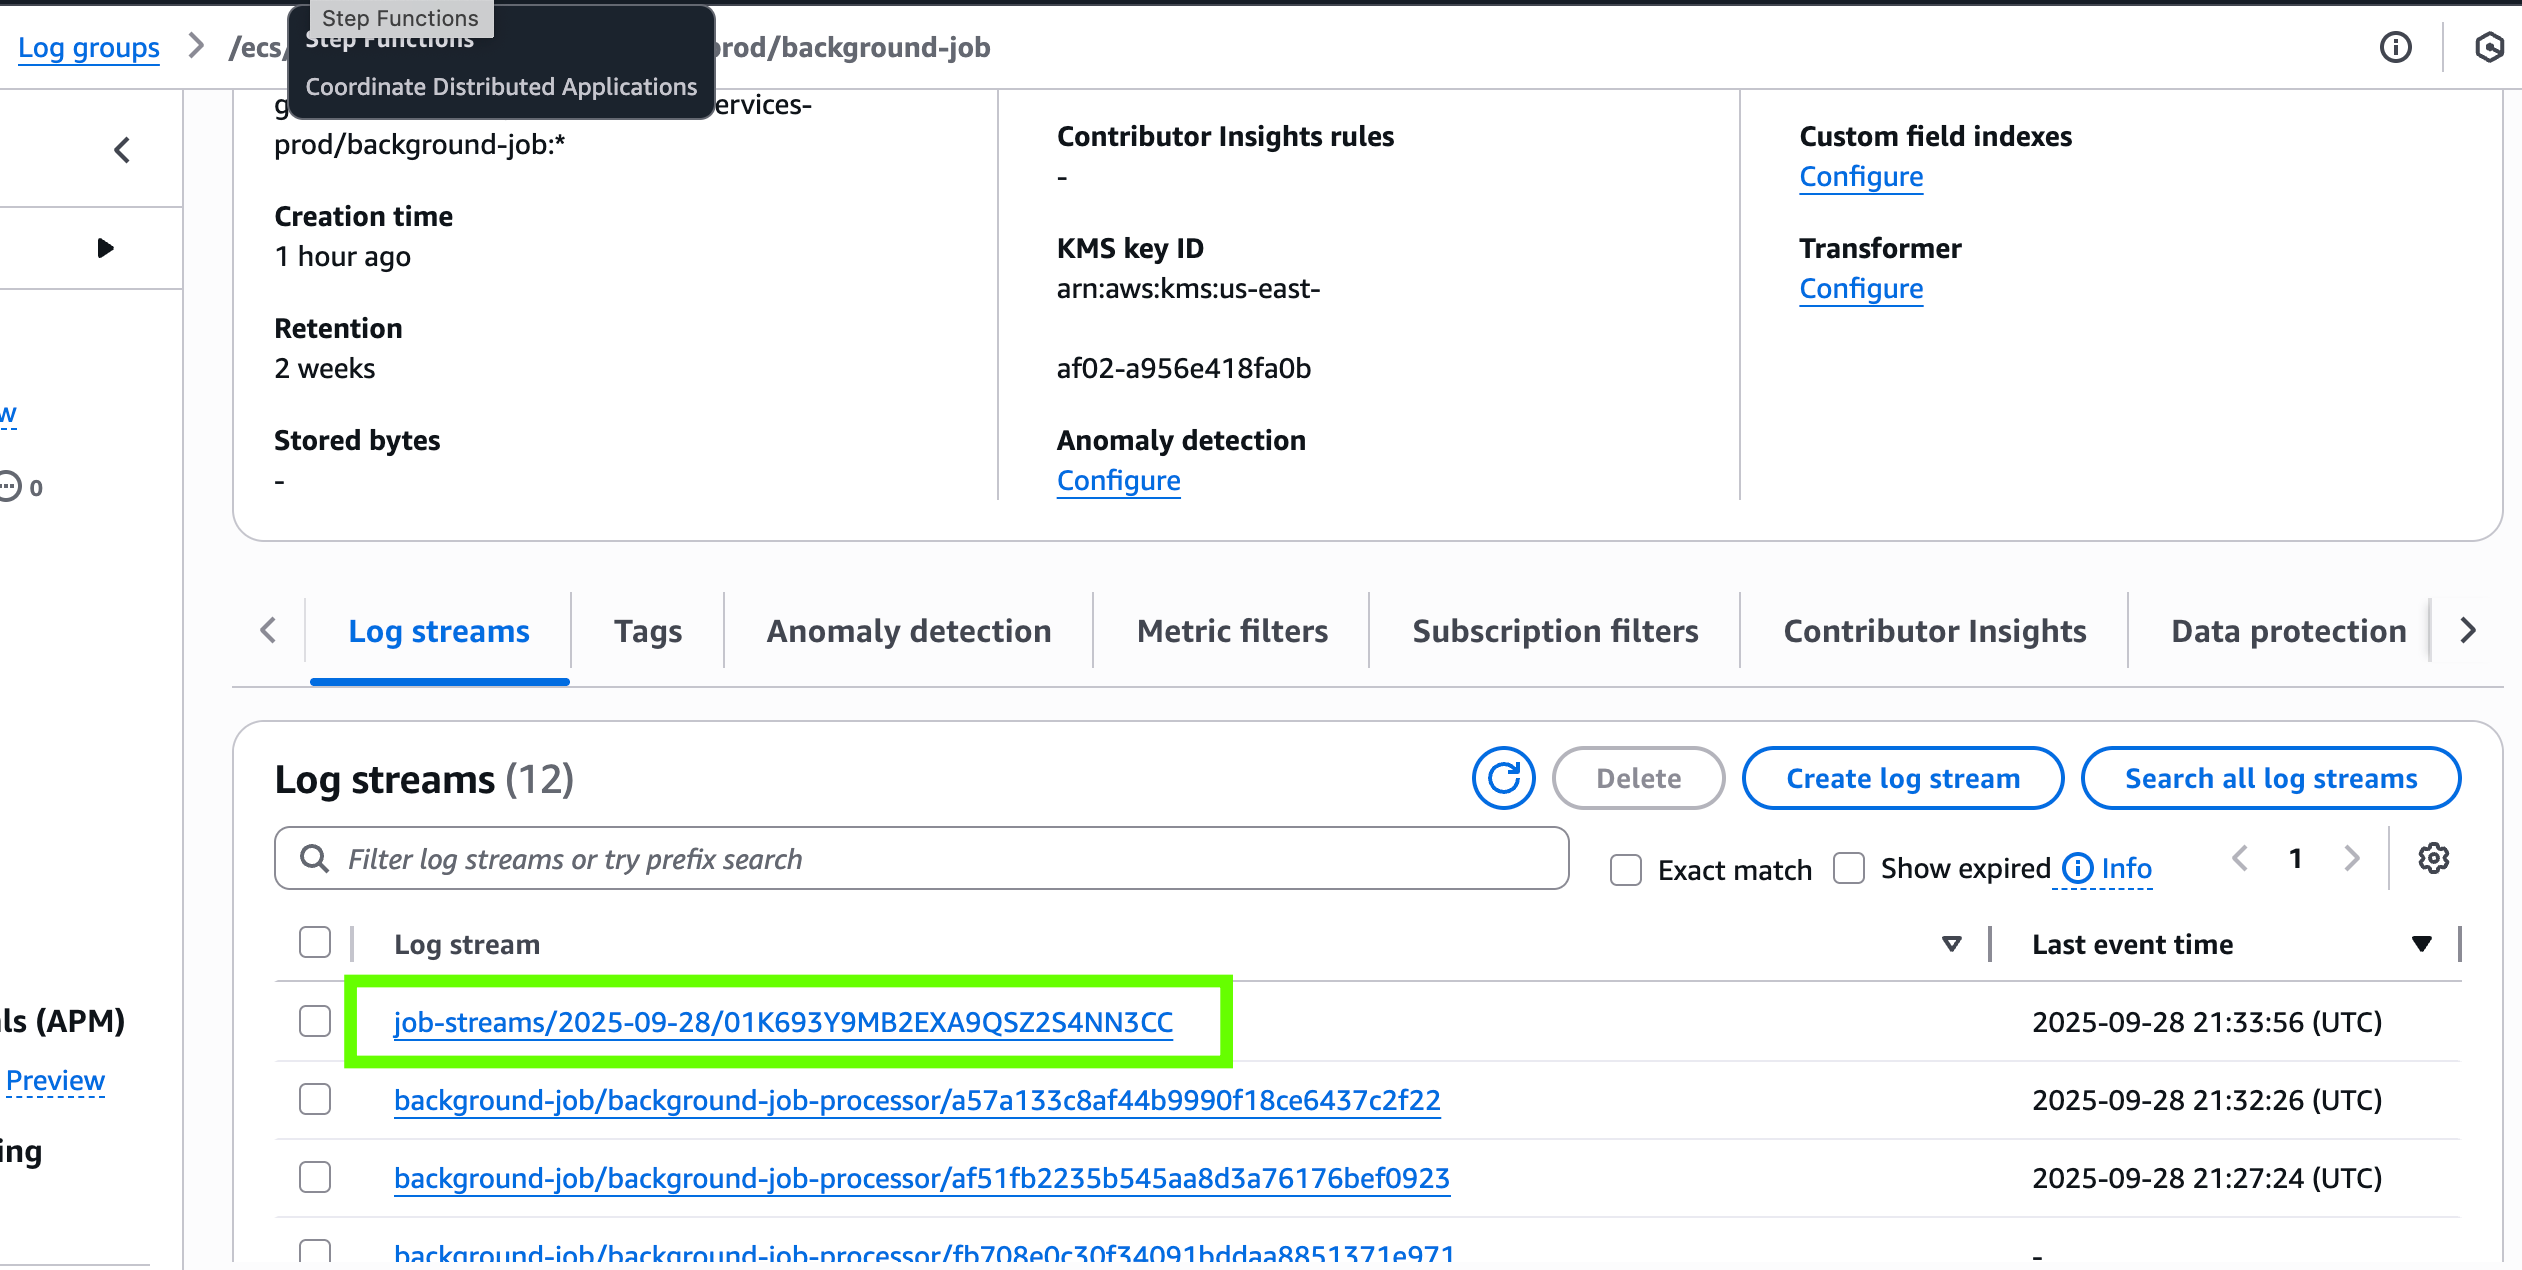 Step Functions
Step Functions
Coordinate Distributed Applications
Log groups
/ecs/
prod/background-job
ervices-
prod/background-job:*
Creation time
1 hour ago
Retention
2 weeks
Stored bytes
-
Contributor Insights rules
-
KMS key ID
arn:aws:kms:us-east-
af02-a956e418fa0b
Anomaly detection
Configure
Custom field indexes
Configure
Transformer
Configure
w
0
ls (APM)
Preview
ing
Log streams
Tags
Anomaly detection
Metric filters
Subscription filters
Contributor Insights
Data protection
Log streams (12)
Delete
Create log stream
Search all log streams
Filter log streams or try prefix search
Exact match
Show expired
Info
1
Log stream
Last event time
job-streams/2025-09-28/01K693Y9MB2EXA9QSZ2S4NN3CC
2025-09-28 21:33:56 (UTC)
background-job/background-job-processor/a57a133c8af44b9990f18ce6437c2f22
2025-09-28 21:32:26 (UTC)
background-job/background-job-processor/af51fb2235b545aa8d3a76176bef0923
2025-09-28 21:27:24 (UTC)
background-job/background-job-processor/fb708e0c30f34091bddaa8851371e971
-